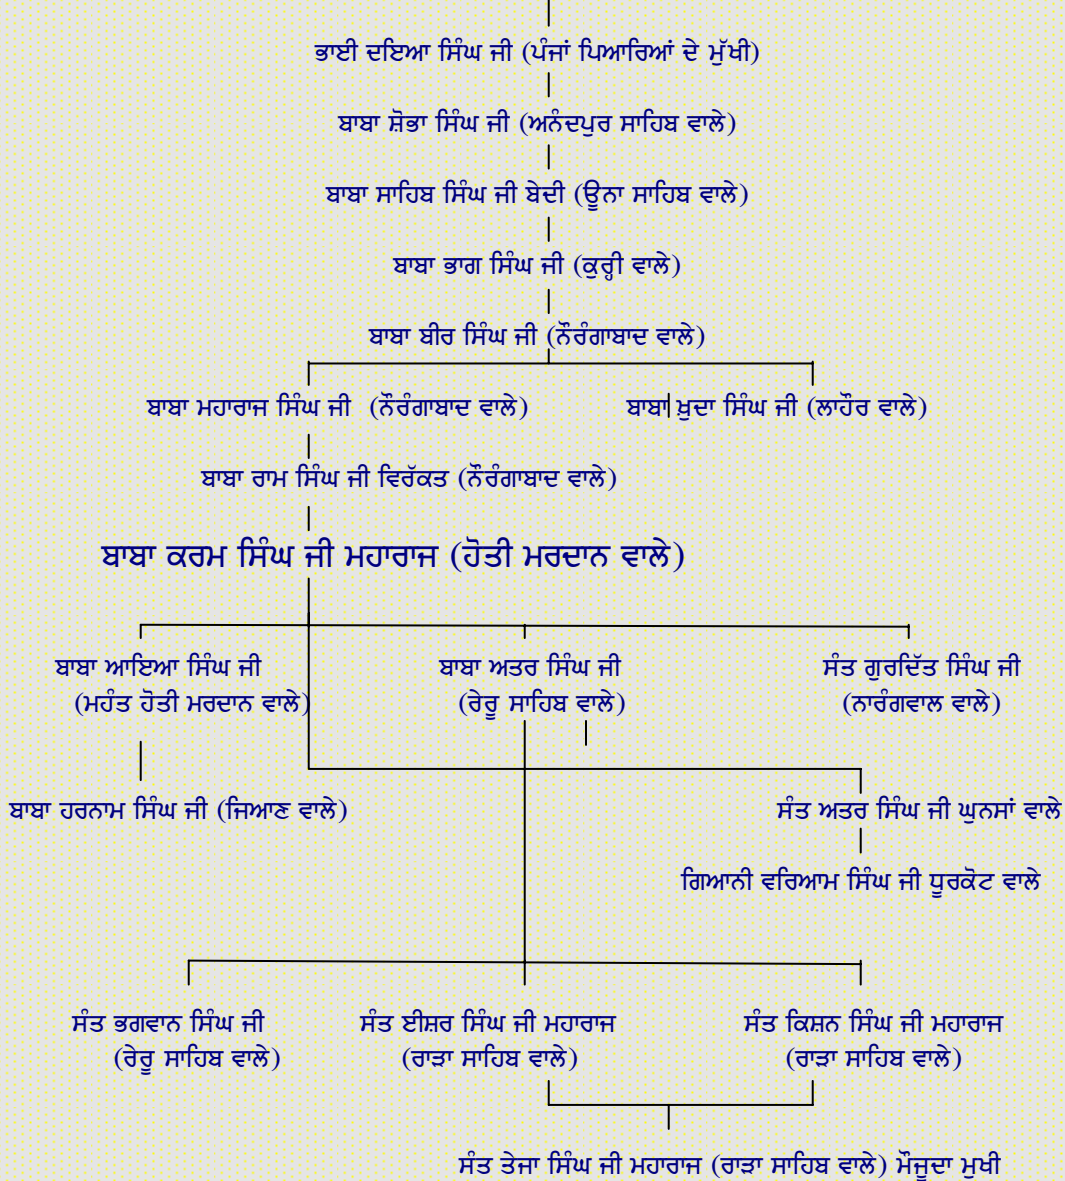 ਭਾਈ ਦਇਆ ਸਿੰਘ ਜੀ (ਪੰਜਾਂ ਪਿਆਰਿਆਂ ਦੇ ਮੁੱਖੀ)
ਬਾਬਾ ਸ਼ੋਭਾ ਸਿੰਘ ਜੀ (ਅਨੰਦਪੁਰ ਸਾਹਿਬ ਵਾਲੇ)
ਬਾਬਾ ਸਾਹਿਬ ਸਿੰਘ ਜੀ ਬੇਦੀ (ਊਨਾ ਸਾਹਿਬ ਵਾਲੇ)
ਬਾਬਾ ਭਾਗ ਸਿੰਘ ਜੀ (ਕੁਰ੍ਹੀ ਵਾਲੇ)
ਬਾਬਾ ਬੀਰ ਸਿੰਘ ਜੀ (ਨੌਰੰਗਾਬਾਦ ਵਾਲੇ)
ਬਾਬਾ ਮਹਾਰਾਜ ਸਿੰਘ ਜੀ (ਨੌਰੰਗਾਬਾਦ ਵਾਲੇ) ਬਾਬਾ ਖ਼ੁਦਾ ਸਿੰਘ ਜੀ (ਲਾਹੌਰ ਵਾਲੇ)
ਬਾਬਾ ਰਾਮ ਸਿੰਘ ਜੀ ਵਿਰੱਕਤ (ਨੌਰੰਗਾਬਾਦ ਵਾਲੇ)
ਬਾਬਾ ਕਰਮ ਸਿੰਘ ਜੀ ਮਹਾਰਾਜ (ਹੋਤੀ ਮਰਦਾਨ ਵਾਲੇ)
ਬਾਬਾ ਆਇਆ ਸਿੰਘ ਜੀ ਬਾਬਾ ਅਤਰ ਸਿੰਘ ਜੀ ਸੰਤ ਗੁਰਦਿੱਤ ਸਿੰਘ ਜੀ
(ਮਹੰਤ ਹੋਤੀ ਮਰਦਾਨ ਵਾਲੇ) (ਰੇਰੂ ਸਾਹਿਬ ਵਾਲੇ) (ਨਾਰੰਗਵਾਲ ਵਾਲੇ)
ਬਾਬਾ ਹਰਨਾਮ ਸਿੰਘ ਜੀ (ਜਿਆਣ ਵਾਲੇ) ਸੰਤ ਅਤਰ ਸਿੰਘ ਜੀ ਘੁਨਸਾਂ ਵਾਲੇ
ਗਿਆਨੀ ਵਰਿਆਮ ਸਿੰਘ ਜੀ ਧੂਰਕੋਟ ਵਾਲੇ
ਸੰਤ ਭਗਵਾਨ ਸਿੰਘ ਜੀ ਸੰਤ ਈਸ਼ਰ ਸਿੰਘ ਜੀ ਮਹਾਰਾਜ ਸੰਤ ਕਿਸ਼ਨ ਸਿੰਘ ਜੀ ਮਹਾਰਾਜ
(ਰੇਰੂ ਸਾਹਿਬ ਵਾਲੇ) (ਰਾੜਾ ਸਾਹਿਬ ਵਾਲੇ) (ਰਾੜਾ ਸਾਹਿਬ ਵਾਲੇ)
ਸੰਤ ਤੇਜਾ ਸਿੰਘ ਜੀ ਮਹਾਰਾਜ (ਰਾੜਾ ਸਾਹਿਬ ਵਾਲੇ) ਮੌਜੂਦਾ ਮੁਖੀ